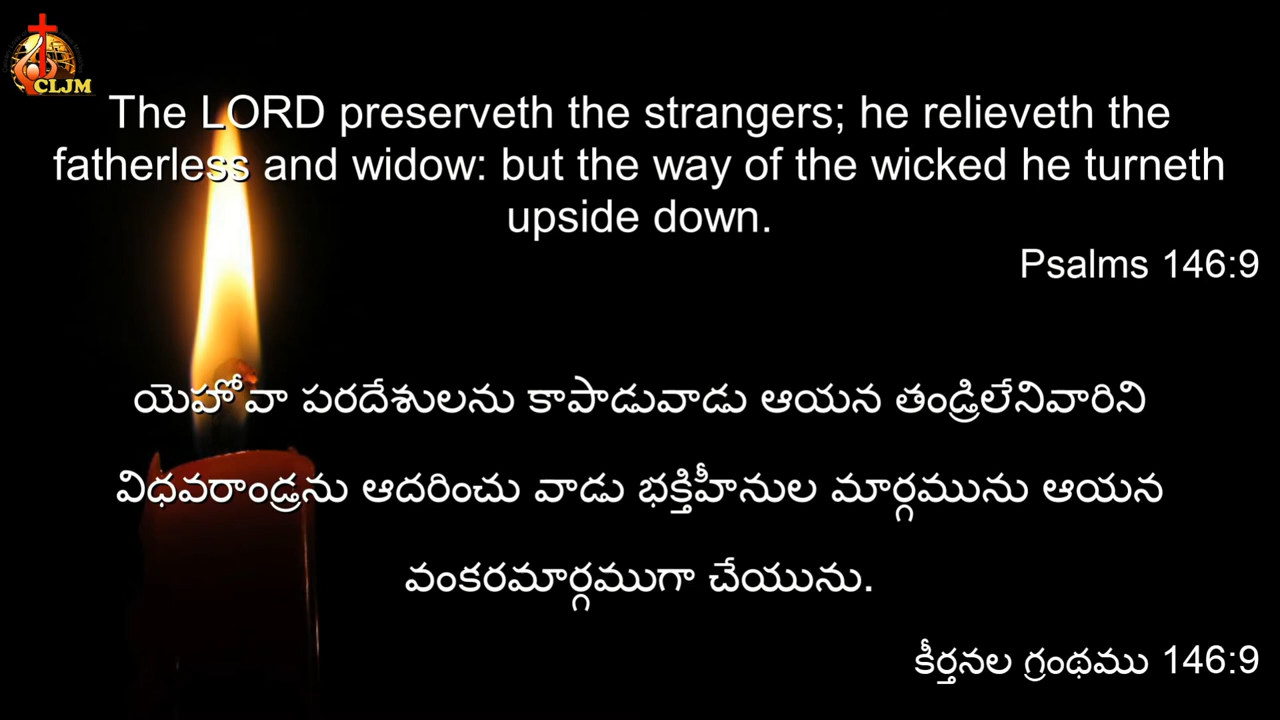 CLJM
The LORD preserveth the strangers; he relieveth the
fatherless and widow: but the way of the wicked he turneth
upside down.
Psalms 146:9
యెహోవా పరదేశులను కాపాడువాడు ఆయన తండ్రిలేనివారిని
విధవరాండ్రను ఆదరించు వాడు భక్తిహీనుల మార్గమును ఆయన
వంకరమార్గముగా చేయును.
కీర్తనల గ్రంథము 146:9